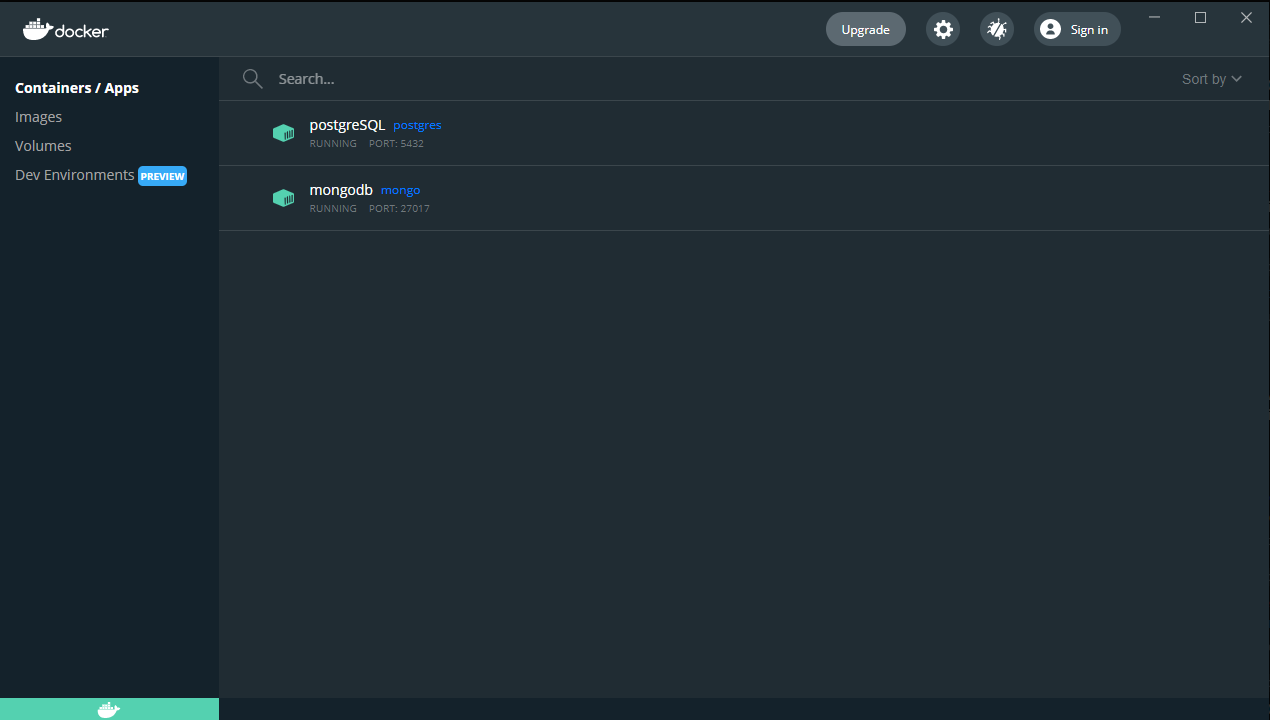 docker
Upgrade
Sign in
Containers / Apps
Images
Volumes
Dev Environments PREVIEW
Search...
Sort by
postgreSQL postgres
RUNNING PORT: 5432
mongodb mongo
RUNNING PORT: 27017